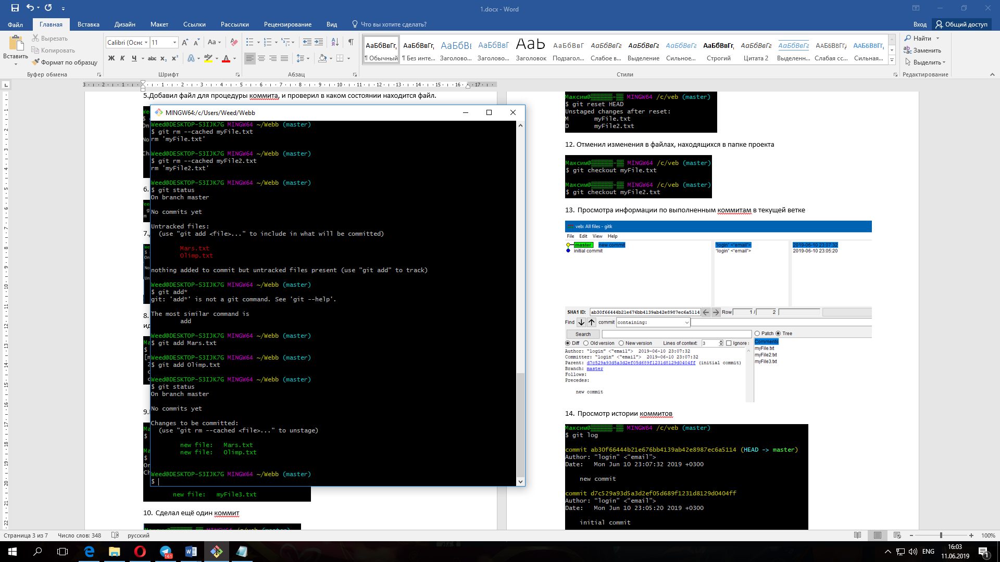 1.docx - Word
Файл
Главная
Вставка
Дизайн
Макет
Ссылки
Рассылки
Рецензирование
Вид
Что вы хотите сделать?
Вход
Общий доступ
Вставить
Вырезать
Копировать
Формат по образцу
Буфер обмена
Calibri (Оснс
11
Шрифт
Абзац
АаБбВвГг,
АаБбВвГг,
¶ Обычный
¶ Без инте...
Заголово...
Заголово...
Заголовок
Подзагол...
Слабое в...
Выделение
Сильное...
Строгий
Цитата 2
Выделенн...
Слабая сс...
Сильная...
Стили
Найти
Заменить
Выделить
Редактирование
5.Добавил файл для процедуры коммита, и проверил в каком состоянии находится файл.
MINGW64:/c/Users/Weed/Webb
Weed@DESKTOP-S3IJK7G MINGW64 ~/Webb (master)
$ git rm --cached myFile.txt
rm 'myFile.txt'
Weed@DESKTOP-S3IJK7G MINGW64 ~/Webb (master)
$ git rm --cached myFile2.txt
rm 'myFile2.txt'
Weed@DESKTOP-S3IJK7G MINGW64 ~/Webb (master)
$ git status
On branch master
No commits yet
Untracked files:
(use "git add <file>..." to include in what will be committed)
Mars.txt
Olimp.txt
nothing added to commit but untracked files present (use "git add" to track)
Weed@DESKTOP-S3IJK7G MINGW64 ~/Webb (master)
$ git add*
git: 'add*' is not a git command. See 'git --help'.
The most similar command is
add
Weed@DESKTOP-S3IJK7G MINGW64 ~/Webb (master)
$ git add Mars.txt
Weed@DESKTOP-S3IJK7G MINGW64 ~/Webb (master)
$ git add Olimp.txt
Weed@DESKTOP-S3IJK7G MINGW64 ~/Webb (master)
$ git status
On branch master
No commits yet
Changes to be committed:
(use "git rm --cached <file>..." to unstage)
new file:   Mars.txt
new file:   Olimp.txt
Weed@DESKTOP-S3IJK7G MINGW64 ~/Webb (master)
$
6.
7.
8.
9.
new file:   myFile3.txt
10. Сделал ещё один коммит
Максим@ MINGW64 /c/veb (master)
$ git reset HEAD
Unstaged changes after reset:
M myFile.txt
D myFile2.txt
12. Отменил изменения в файлах, находящихся в папке проекта
Максим@ MINGW64 /c/veb (master)
$ git checkout myFile.txt
Максим@ MINGW64 /c/veb (master)
$ git checkout myFile2.txt
13. Просмотра информации по выполненным коммитам в текущей ветке
veb: All files - gitk
File Edit View Help
master new commit "login" <"email"> 2019-06-10 23:07:32
initial commit "login" <"email"> 2019-06-10 23:05:20
SHA1 ID: ab30f66444b21e676bb4139ab42e8987ec6a5114 Row 1 / 2
Find commit containing:
Search
Patch Tree
Diff Old version New version Lines of context: 3 Ignore
Comments
myFile.txt
myFile2.txt
myFile3.txt
Author: "login" <"email"> 2019-06-10 23:07:32
Committer: "login" <"email"> 2019-06-10 23:07:32
Parent: d7c529a93d5a3d2ef05d689f1231d8129d0404ff (initial commit)
Branch: master
Follows:
Precedes:
new commit
14. Просмотр истории коммитов
Максим@ MINGW64 /c/veb (master)
$ git log
commit ab30f66444b21e676bb4139ab42e8987ec6a5114 (HEAD -> master)
Author: “login” <“email”>
Date:   Mon Jun 10 23:07:32 2019 +0300
new commit
commit d7c529a93d5a3d2ef05d689f1231d8129d0404ff
Author: “login” <“email”>
Date:   Mon Jun 10 23:05:20 2019 +0300
initial commit
Страница 3 из 7
Число слов: 348
русский
100%
161
ENG
16:03
11.06.2019
1